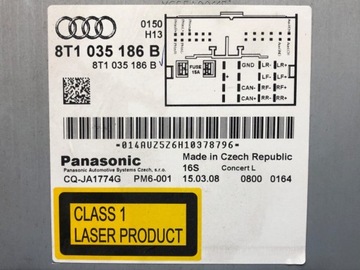 0150
H13
8T1 035 186 B
8T1 035 186 B
FUSE
15A
GND LR- LR+
+ LF- LF+
CAN- RF- RF+
CAN+ RR- RR+
-014AUZ5Z6H10378796-
Panasonic
Panasonic Automotive Systems Czech, s.r.o.
CQ-JA1774G PM6-001
Made in Czech Republic
16S Concert L
15.03.08 0800 0164
CLASS 1
LASER PRODUCT